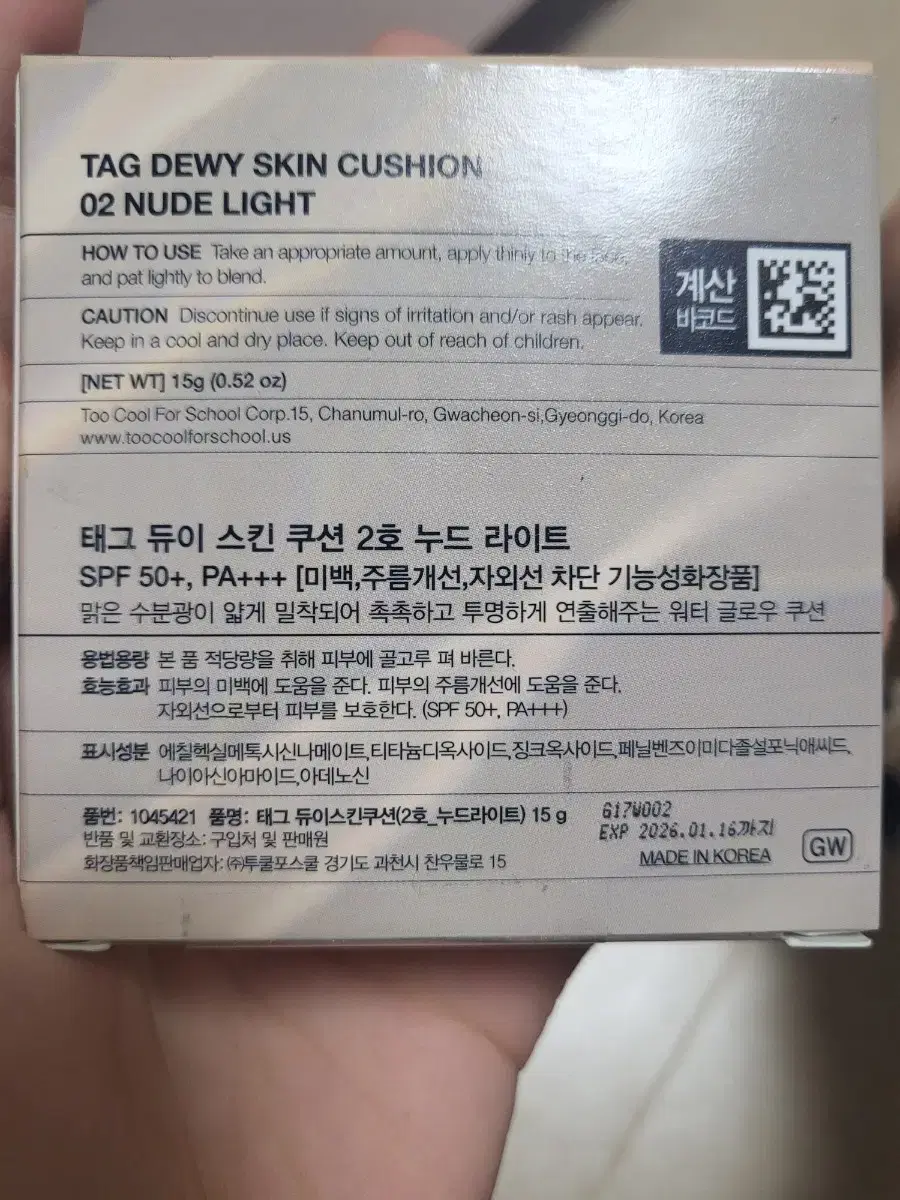 TAG DEWY SKIN CUSHION
02 NUDE LIGHT
HOW TO USE Take an appropriate amount, apply thinly to the face,
and pat lightly to blend.
계산
바코드
CAUTION Discontinue use if signs of irritation and/or rash appear.
Keep in a cool and dry place. Keep out of reach of children.
[NET WT] 15g (0.52 oz)
Too Cool For School Corp.15, Chanumul-ro, Gwacheon-si,Gyeonggi-do, Korea
www.toocoolforschool.us
태그 듀이 스킨 쿠션 2호 누드 라이트
SPF 50+, PA+++ [미백,주름개선,자외선 차단 기능성화장품]
맑은 수분광이 얇게 밀착되어 촉촉하고 투명하게 연출해주는 워터 글로우 쿠션
용법용량 본 품 적당량을 취해 피부에 골고루 펴 바른다.
효능효과 피부의 미백에 도움을 준다. 피부의 주름개선에 도움을 준다.
자외선으로부터 피부를 보호한다. (SPF 50+, PA+++)
표시성분 에칠헥실메톡시신나메이트,티타늄디옥사이드,징크옥사이드,페닐벤즈이미다졸설포닉애씨드,
나이아신아마이드,아데노신
품번: 1045421 품명: 태그 듀이스킨쿠션(2호_누드라이트) 15 g
반품 및 교환장소: 구입처 및 판매원
화장품책임판매업자: ㈜투쿨포스쿨 경기도 과천시 찬우물로 15
617W002
EXP 2026.01.16까지
MADE IN KOREA
GW